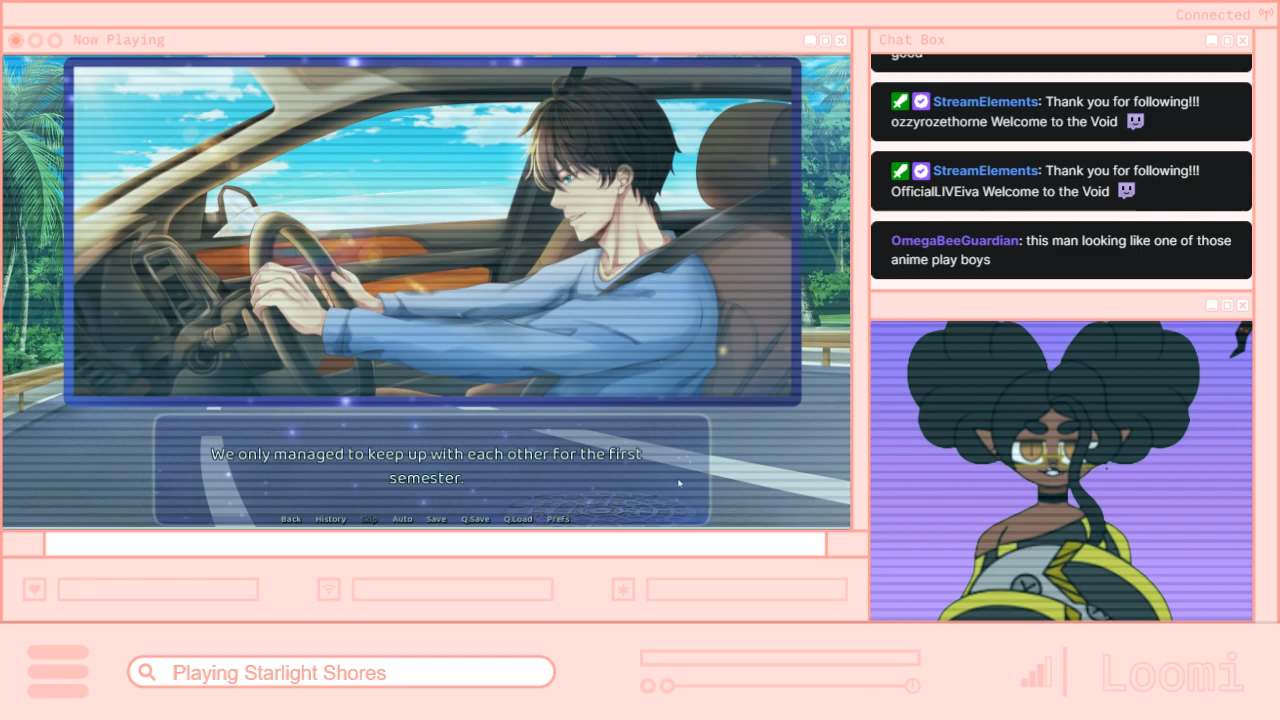 Connected
Now Playing
Chat Box
good
StreamElements: Thank you for following!!!
ozzyrozethorne Welcome to the Void
StreamElements: Thank you for following!!!
OfficialLIVEiva Welcome to the Void
OmegaBeeGuardian: this man looking like one of those
anime play boys
We only managed to keep up with each other for the first
semester.
Back History Skip Auto Save Q.Save Q.Load Prefs
Playing Starlight Shores
Loomi